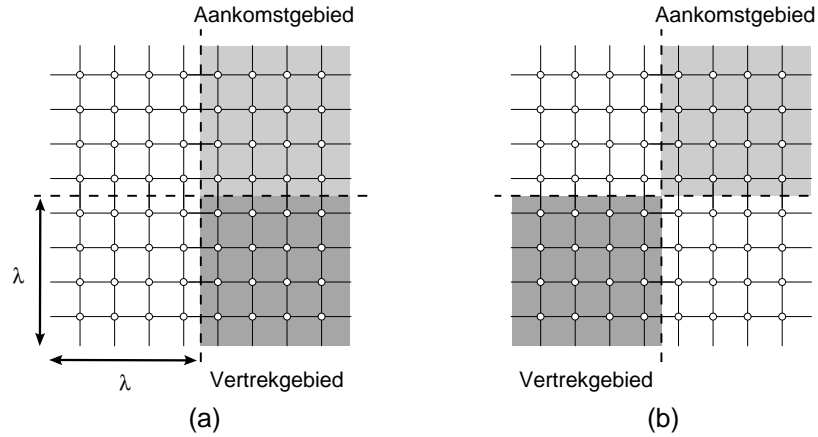 Aankomstgebied
Aankomstgebied
λ
λ
Vertrekgebied
Vertrekgebied
(a)
(b)